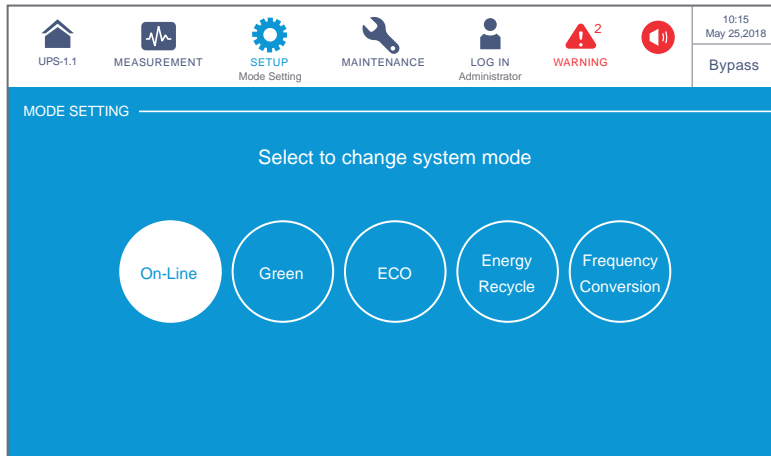 UPS-1.1
MEASUREMENT
SETUP
Mode Setting
MAINTENANCE
LOG IN
Administrator
WARNING
2
10:15
May 25,2018
Bypass
MODE SETTING
Select to change system mode
On-Line
Green
ECO
Energy
Recycle
Frequency
Conversion